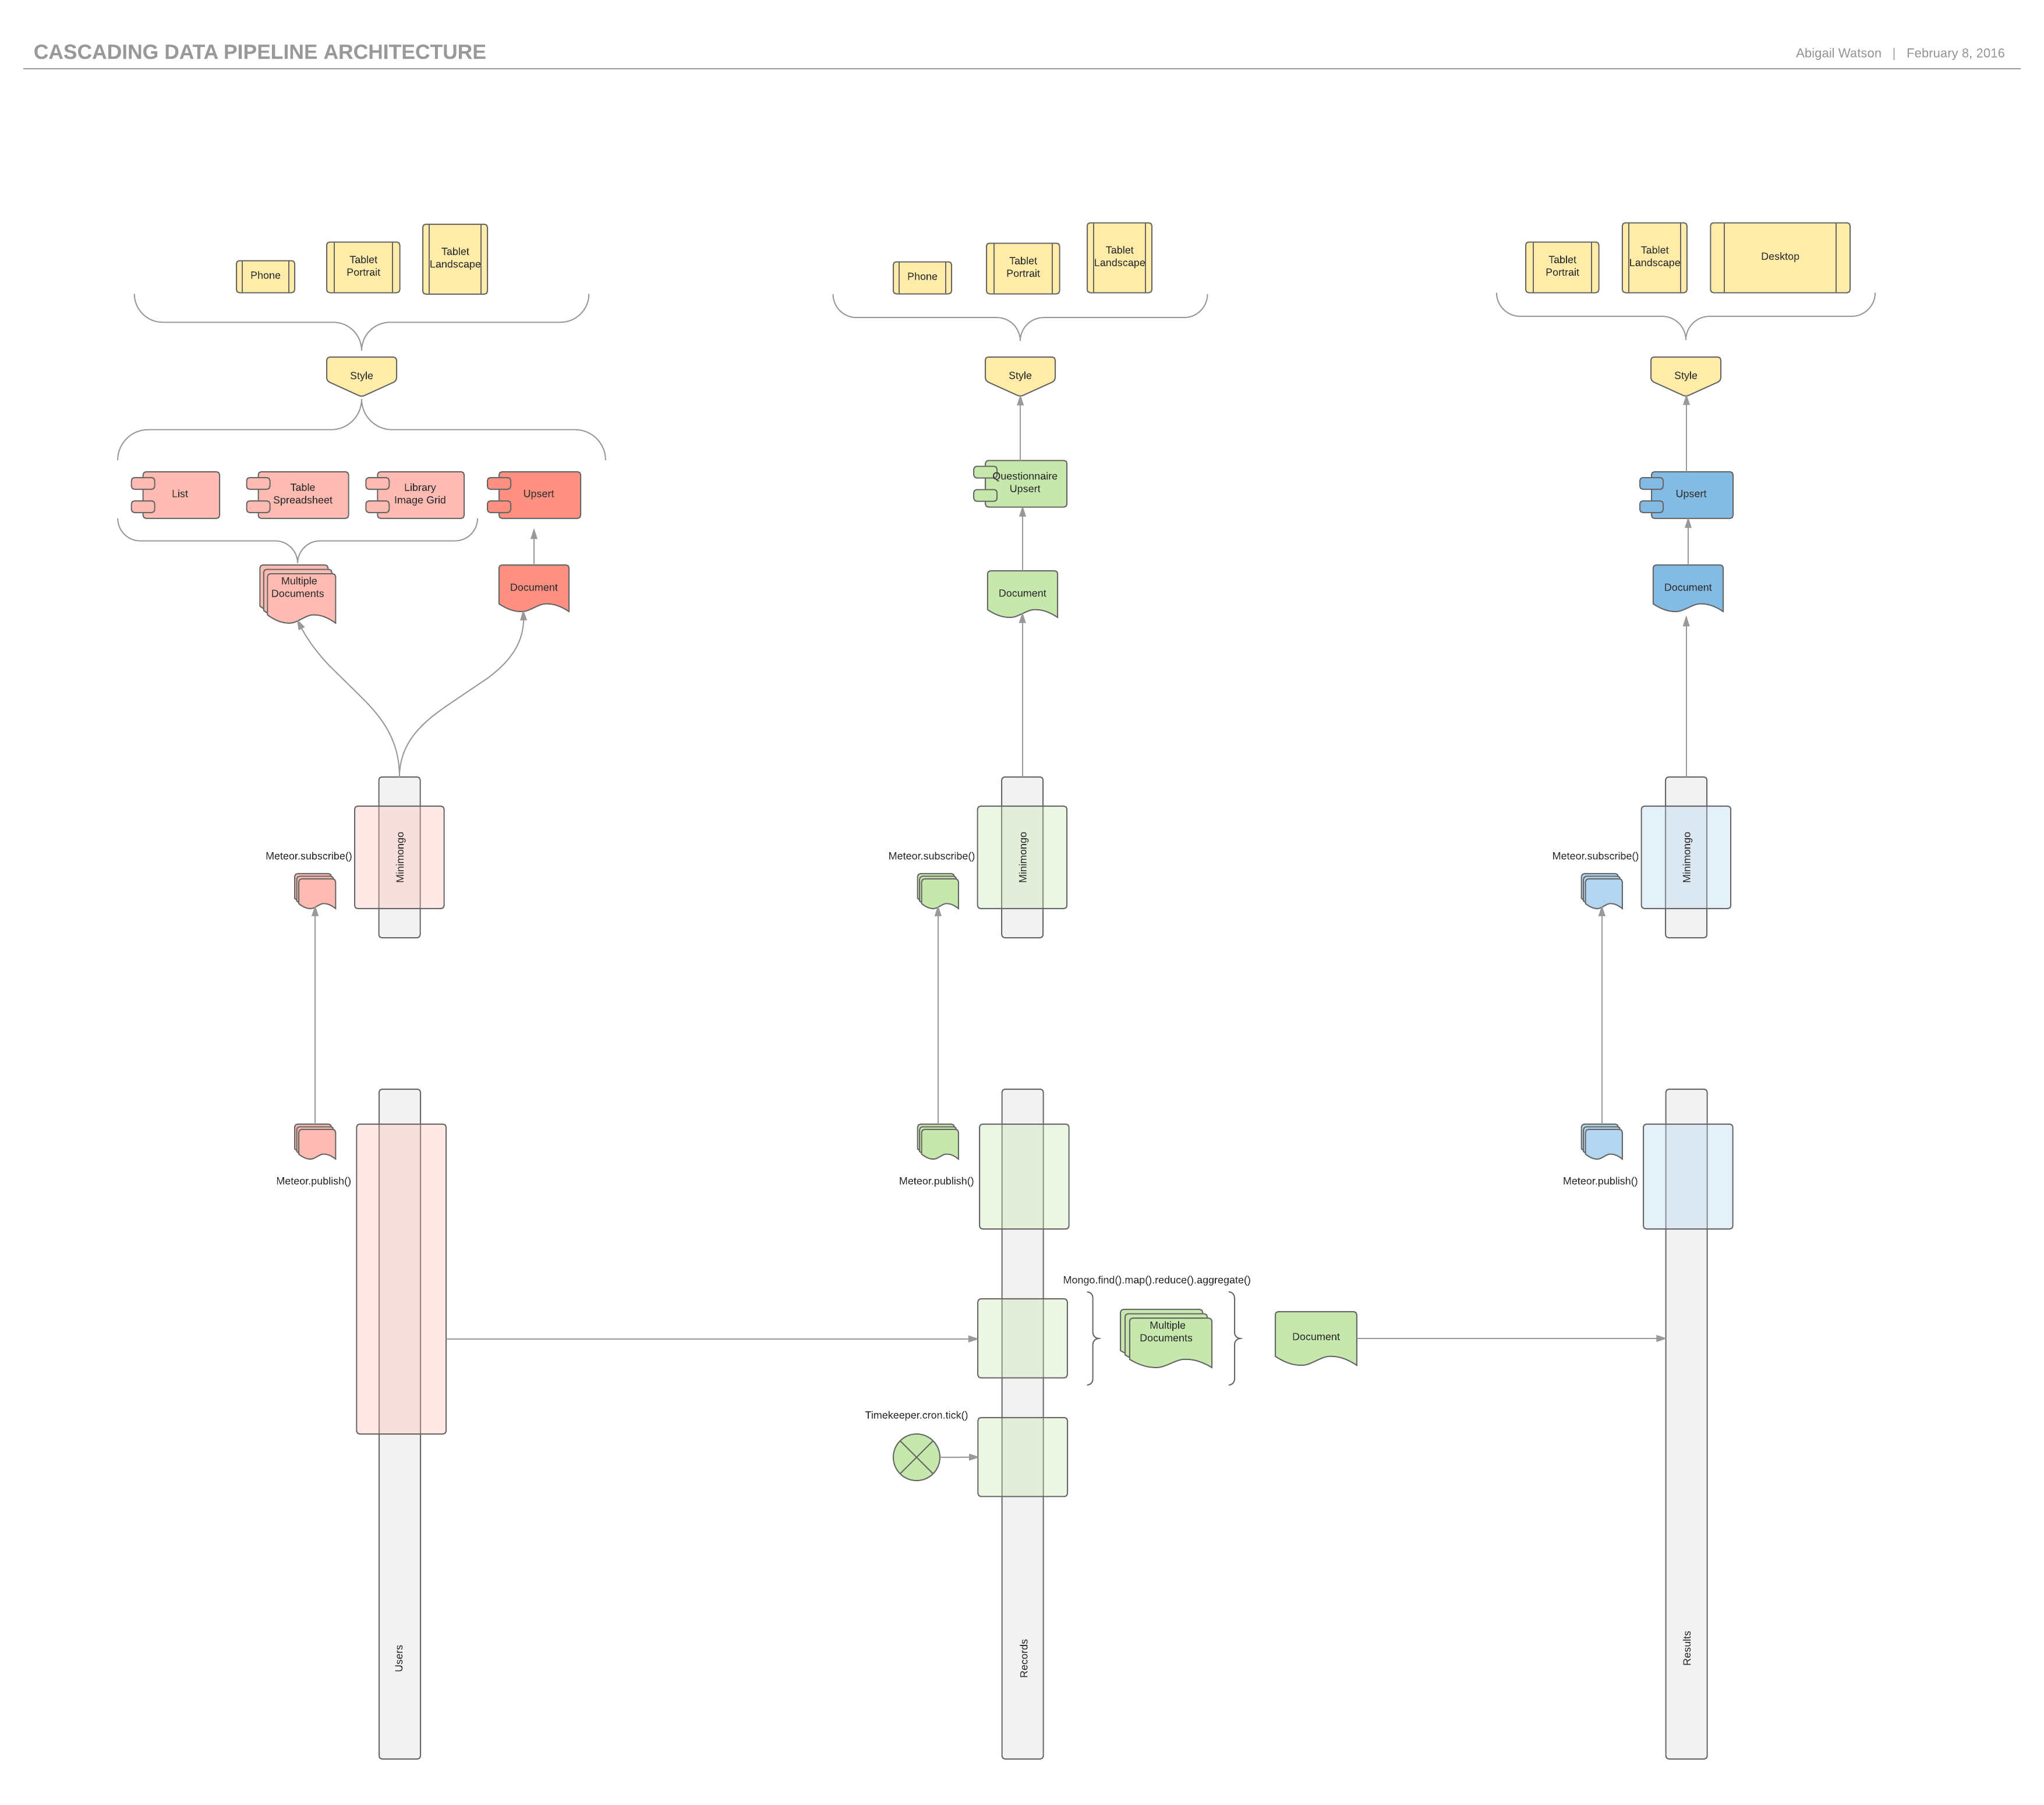 CASCADING DATA PIPELINE ARCHITECTURE
Abigail Watson | February 8, 2016
Phone
Tablet
Portrait
Tablet
Landscape
Phone
Tablet
Portrait
Tablet
Landscape
Tablet
Portrait
Tablet
Landscape
Desktop
Style
Style
Style
List
Table
Spreadsheet
Library
Image Grid
Upsert
Questionnaire
Upsert
Upsert
Multiple
Documents
Document
Document
Document
Meteor.subscribe()
Minimongo
Meteor.subscribe()
Minimongo
Meteor.subscribe()
Minimongo
Meteor.publish()
Meteor.publish()
Meteor.publish()
Mongo.find().map().reduce().aggregate()
Multiple
Documents
Document
Timekeeper.cron.tick()
Users
Records
Results